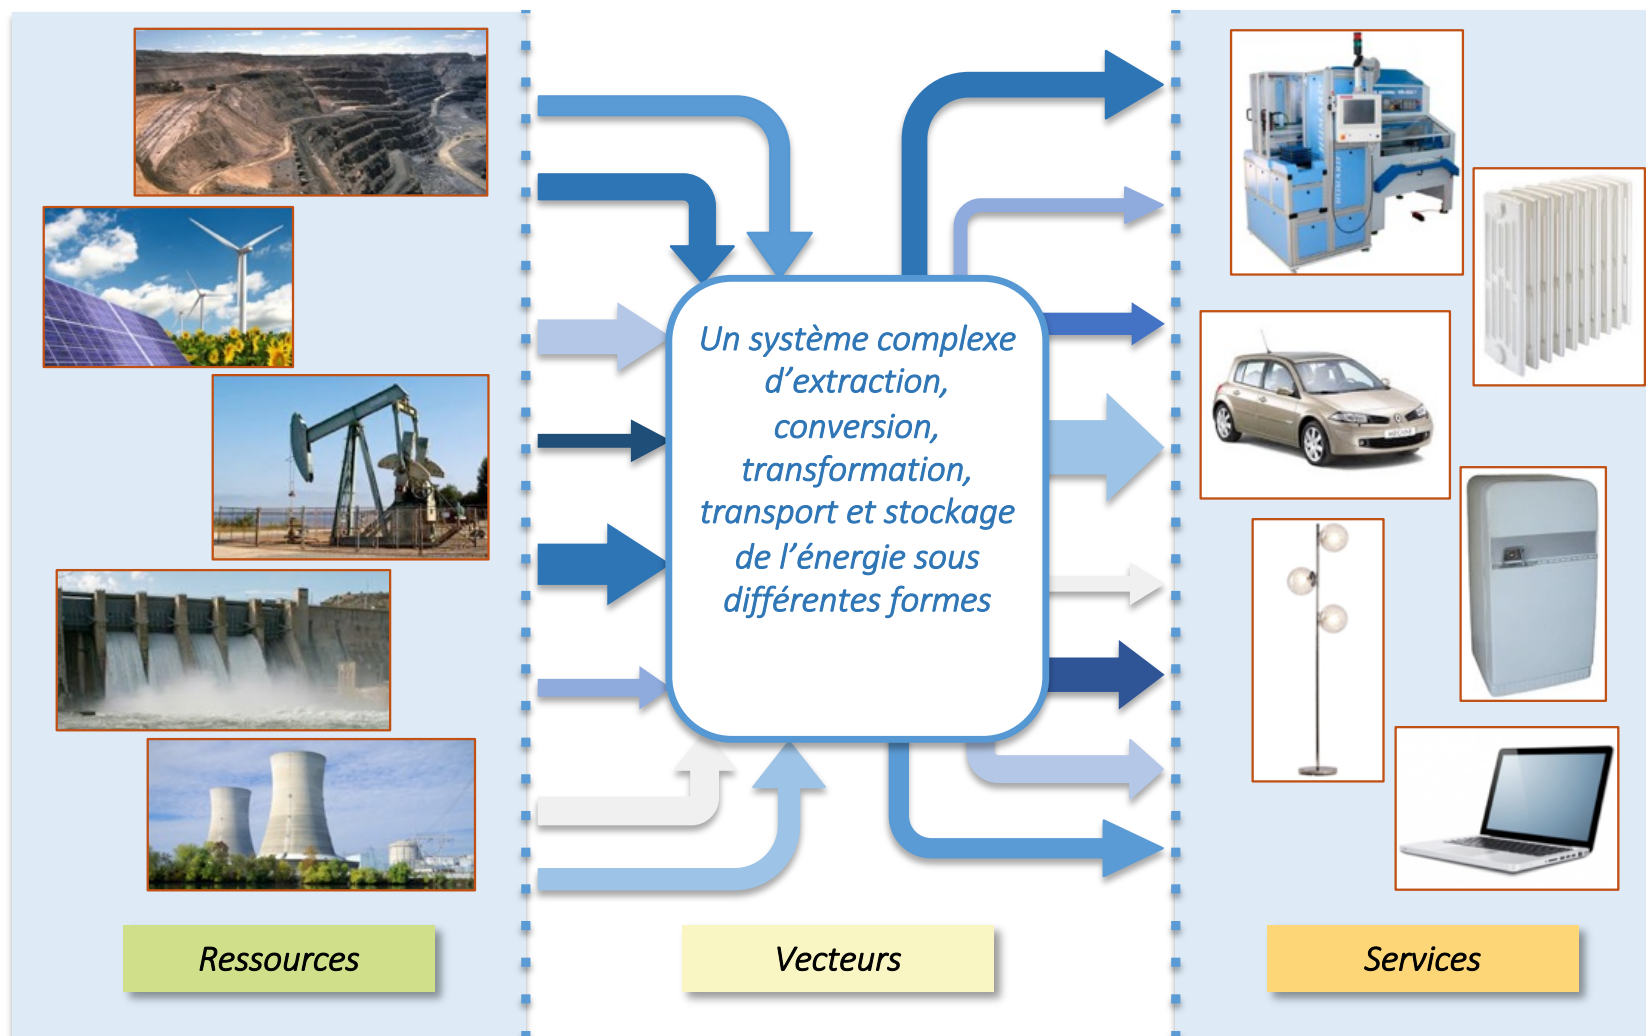 Un système complexe
d’extraction,
conversion,
transformation,
transport et stockage
de l’énergie sous
différentes formes
Ressources
Vecteurs
Services